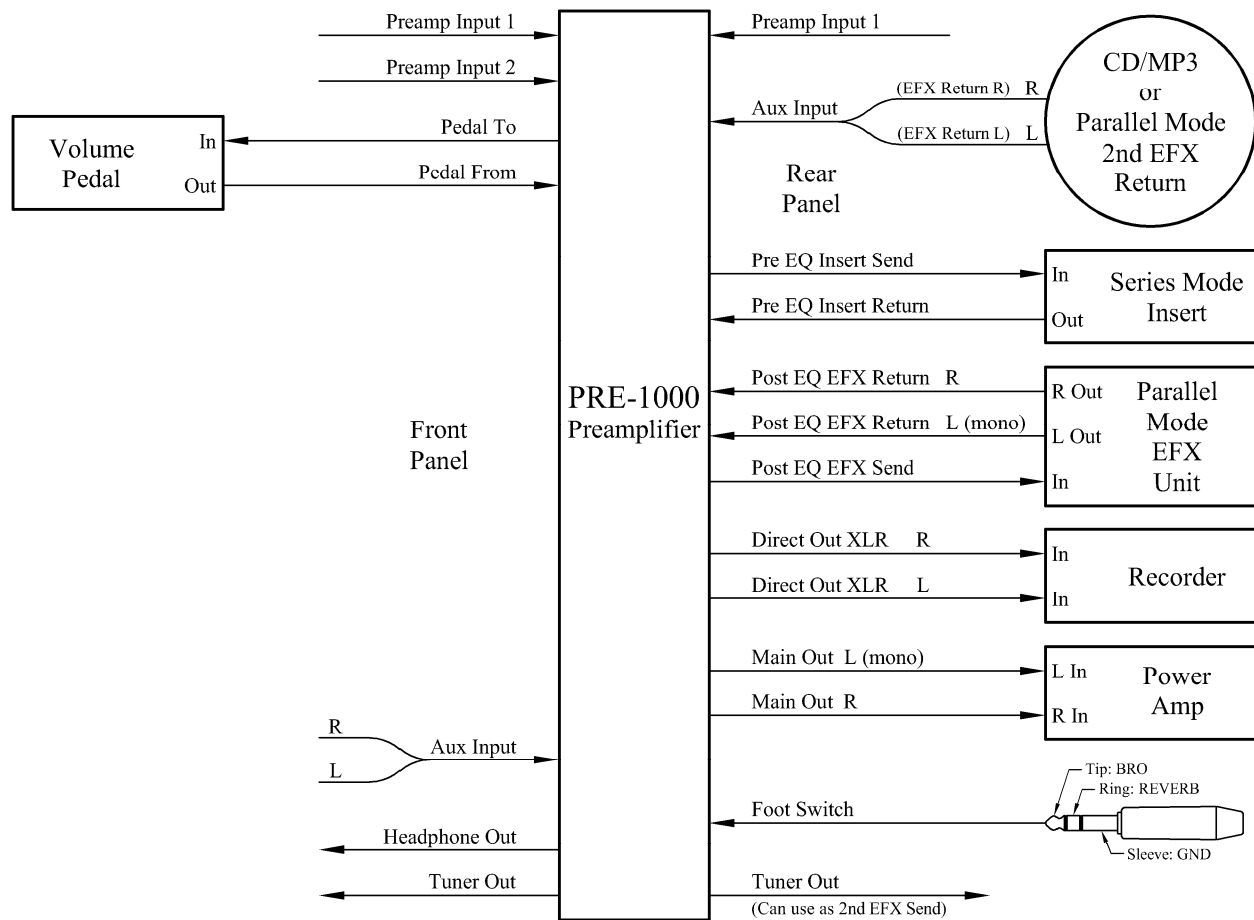 Preamp Input 1
Preamp Input 2
Volume
Pedal
In
Out
Pedal To
Pedal From
Front
Panel
R
L
Aux Input
Headphone Out
Tuner Out
PRE-1000
Preamplifier
Preamp Input 1
Aux Input
(EFX Return R) R
(EFX Return L) L
CD/MP3
or
Parallel Mode
2nd EFX
Return
Rear
Panel
Pre EQ Insert Send
Pre EQ Insert Return
In
Out
Series Mode
Insert
Post EQ EFX Return R
Post EQ EFX Return L (mono)
Post EQ EFX Send
R Out
L Out
In
Parallel
Mode
EFX
Unit
Direct Out XLR R
Direct Out XLR L
In
In
Recorder
Main Out L (mono)
Main Out R
L In
R In
Power
Amp
Foot Switch
Tip: BRO
Ring: REVERB
Sleeve: GND
Tuner Out
(Can use as 2nd EFX Send)